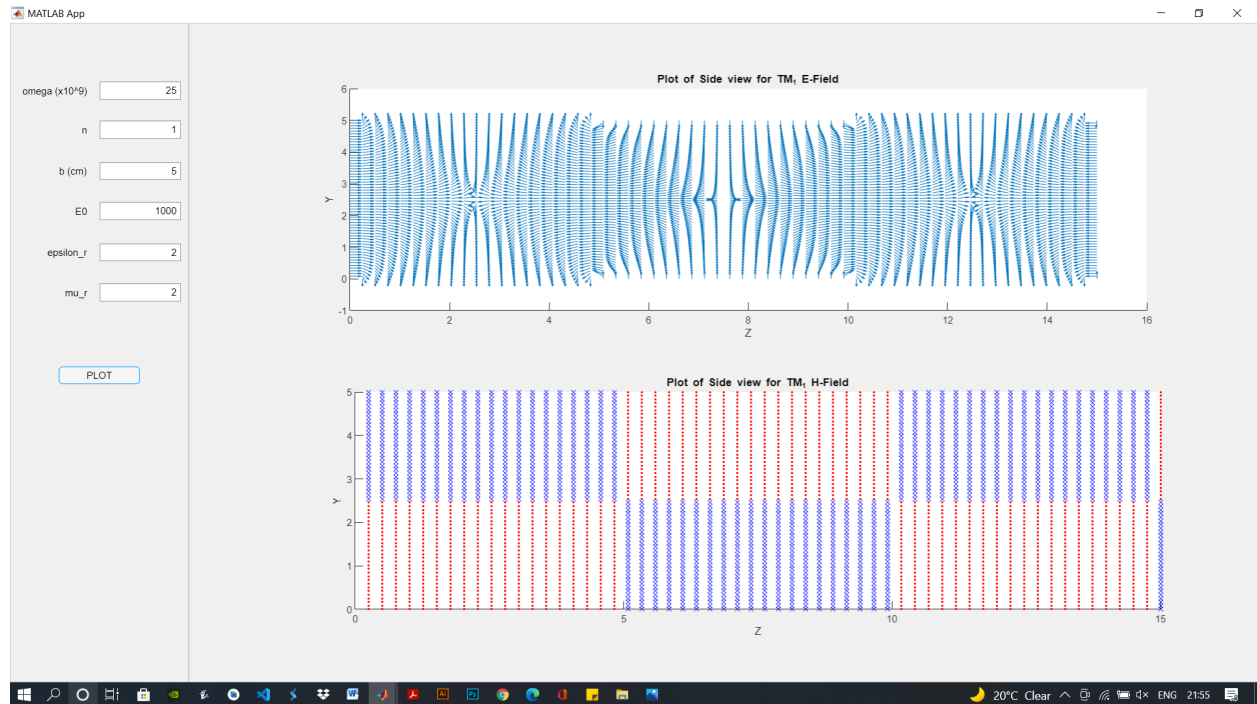 MATLAB App
omega (x10^9) 25
n 1
b (cm) 5
E0 1000
epsilon_r 2
mu_r 2
PLOT
Plot of Side view for TM₁ E-Field
6
5
4
3
2
1
0
-1
Y
0 2 4 6 8 10 12 14 16
Z
Plot of Side view for TM₁ H-Field
5
4
3
2
1
0
Y
0 5 10 15
Z
20°C Clear ENG 21:55